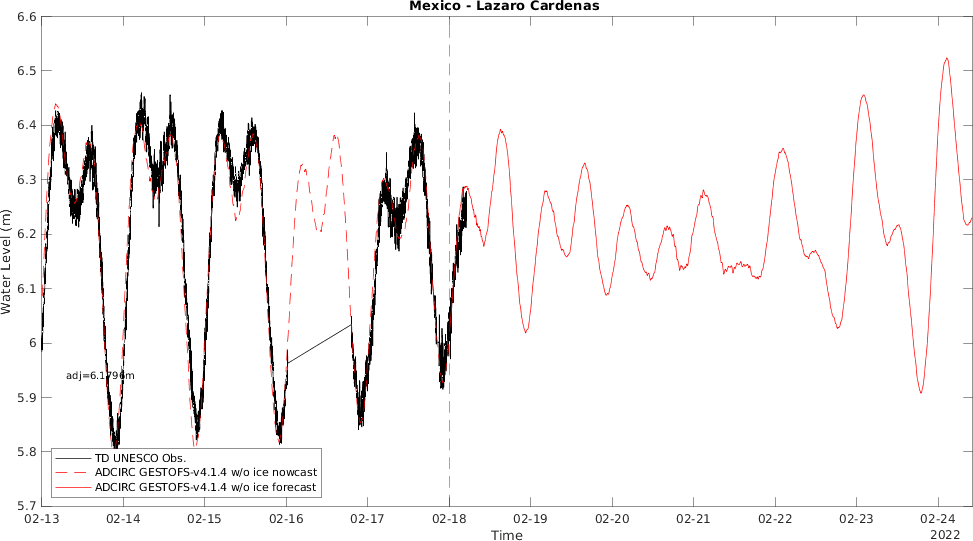 Mexico - Lazaro Cardenas
6.6
6.5
6.4
6.3
6.2
6.1
6
5.9
5.8
5.7
Water Level (m)
adj=6.1796m
TD UNESCO Obs.
ADCIRC GESTOFS-v4.1.4 w/o ice nowcast
ADCIRC GESTOFS-v4.1.4 w/o ice forecast
02-13 02-14 02-15 02-16 02-17 02-18 02-19 02-20 02-21 02-22 02-23 02-24
Time
2022